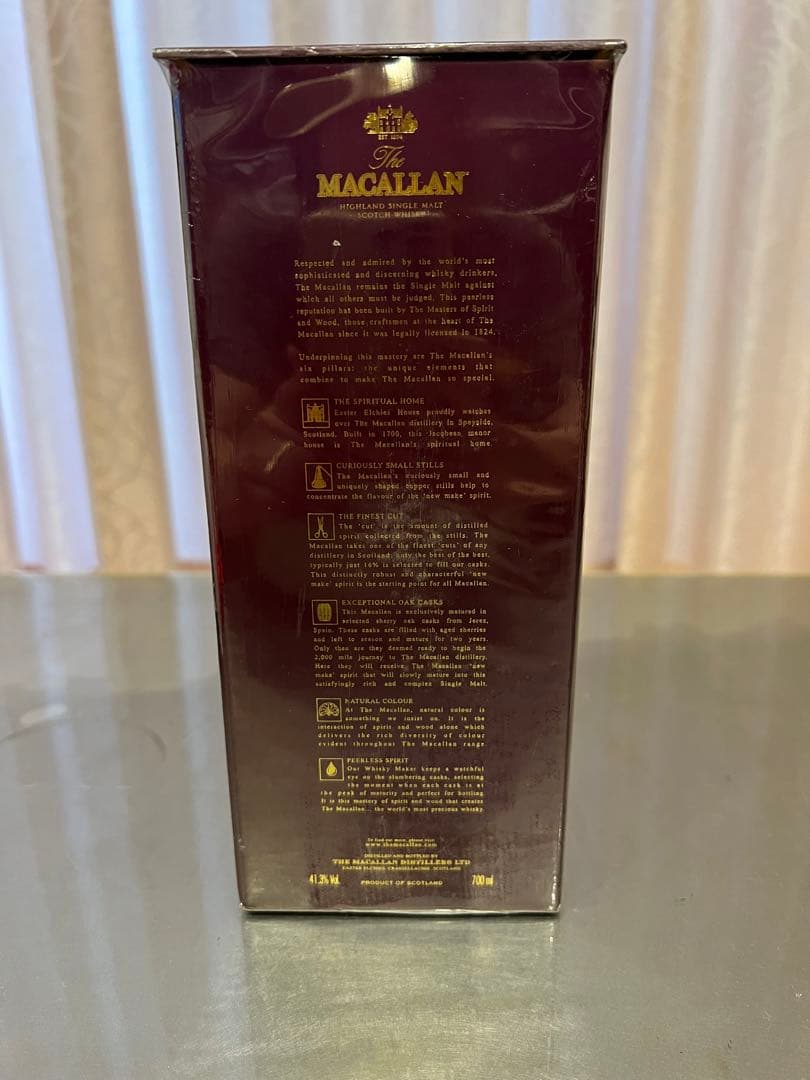 EST 1824
The
MACALLAN
HIGHLAND SINGLE MALT
SCOTCH WHISKY
Respected and admired by the world's most
sophisticated and discerning whisky drinkers,
The Macallan remains the Single Malt against
which all others must be judged. This peerless
reputation has been built by The Masters of Spirit
and Wood, those craftsmen at the heart of The
Macallan since it was legally licensed in 1824.
Underpinning this mastery are The Macallan's
six pillars: the unique elements that
combine to make The Macallan so special.
THE SPIRITUAL HOME
Easter Elchies House proudly watches
over The Macallan distillery in Speyside,
Scotland. Built in 1700, this Jacobean manor
house is The Macallan's spiritual home.
CURIOUSLY SMALL STILLS
The Macallan's curiously small and
uniquely shaped copper stills help to
concentrate the flavour of the 'new make' spirit.
THE FINEST CUT
The 'cut' is the amount of distilled
spirit collected from the stills. The
Macallan takes one of the finest 'cuts' of any
distillery in Scotland: only the best of the best,
typically just 16% is selected to fill our casks.
This distinctly robust and characterful 'new
make' spirit is the starting point for all Macallan.
EXCEPTIONAL OAK CASKS
This Macallan is exclusively matured in
selected sherry oak casks from Jerez,
Spain. These casks are filled with aged sherries
and left to season and mature for two years.
Only then are they deemed ready to begin the
2,000 mile journey to The Macallan distillery.
Here they will receive The Macallan 'new
make' spirit that will slowly mature into this
satisfyingly rich and complex Single Malt.
NATURAL COLOUR
At The Macallan, natural colour is
something we insist on. It is the
interaction of spirit and wood alone which
delivers the rich diversity of colour
evident throughout The Macallan range
PEERLESS SPIRIT
Our Whisky Maker keeps a watchful
eye on the slumbering casks, selecting
the moment when each cask is at
the peak of maturity and perfect for bottling.
It is this mastery of spirit and wood that creates
The Macallan... the world's most precious whisky.
To find out more, please visit
www.themacallan.com
DISTILLED AND BOTTLED BY
THE MACALLAN DISTILLERS LTD
EASTER ELCHIES, CRAIGELLACHIE, SCOTLAND
41.3% Vol. PRODUCT OF SCOTLAND 700 ml